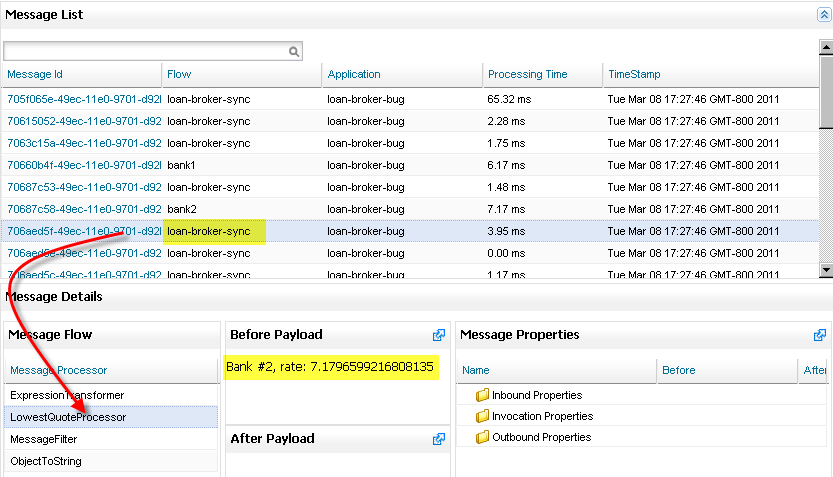 Message List
Message Id Flow Application Processing Time TimeStamp
705f065e-49ec-11e0-9701-d92 loan-broker-sync loan-broker-bug 65.32 ms Tue Mar 08 17:27:46 GMT-800 2011
70615052-49ec-11e0-9701-d92 loan-broker-sync loan-broker-bug 2.28 ms Tue Mar 08 17:27:46 GMT-800 2011
7063c15a-49ec-11e0-9701-d92 loan-broker-sync loan-broker-bug 1.75 ms Tue Mar 08 17:27:46 GMT-800 2011
70660b4f-49ec-11e0-9701-d92 bank1 loan-broker-bug 6.17 ms Tue Mar 08 17:27:46 GMT-800 2011
70687c53-49ec-11e0-9701-d92 loan-broker-sync loan-broker-bug 1.48 ms Tue Mar 08 17:27:46 GMT-800 2011
70687c58-49ec-11e0-9701-d92 bank2 loan-broker-bug 7.17 ms Tue Mar 08 17:27:46 GMT-800 2011
706aed5f-49ec-11e0-9701-d92 loan-broker-sync loan-broker-bug 3.95 ms Tue Mar 08 17:27:46 GMT-800 2011
loan-broker-sync loan-broker-bug 0.00 ms Tue Mar 08 17:27:46 GMT-800 2011
706aed5c-49ec-11e0-9701-d92 loan-broker-sync loan-broker-bug 1.17 ms Tue Mar 08 17:27:46 GMT-800 2011
Message Details
Message Flow Before Payload Message Properties
Message Processor Bank #2, rate: 7.1796599216808135 Name Before After
ExpressionTransformer Inbound Properties
LowestQuoteProcessor Invocation Properties
MessageFilter After Payload Outbound Properties
ObjectToString